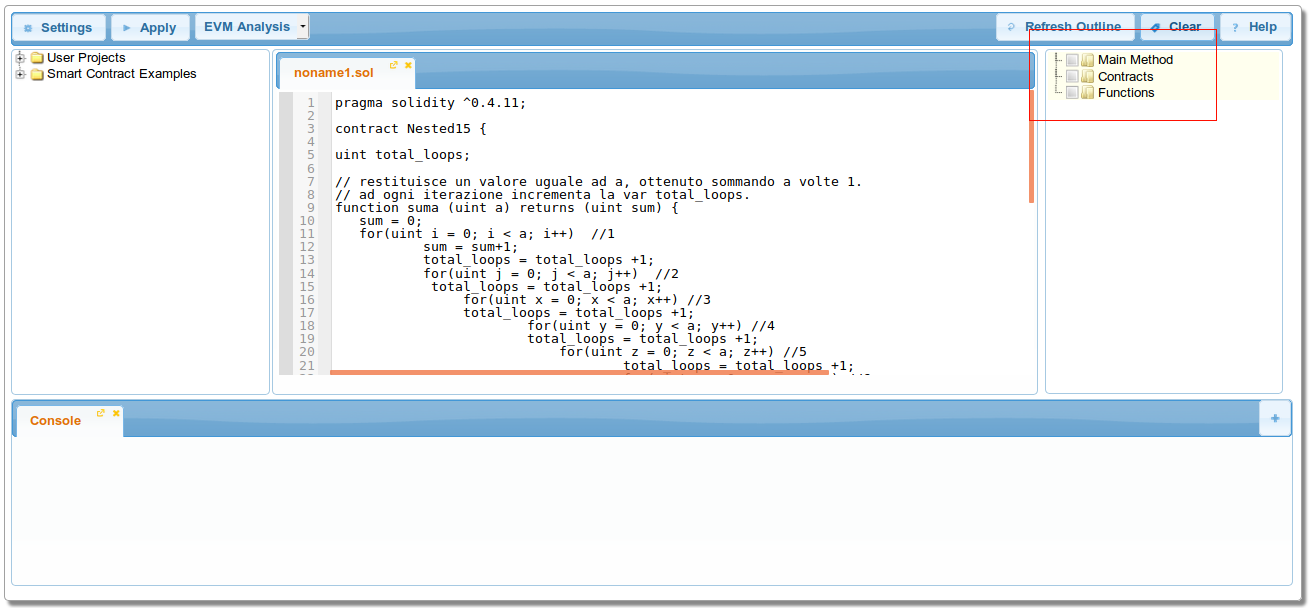 Settings Apply EVM Analysis Refresh Outline Clear ? Help
User Projects
Smart Contract Examples
noname1.sol
1 pragma solidity ^0.4.11;
2
3 contract Nested15 {
4
5 uint total_loops;
6
7 // restituisce un valore uguale ad a, ottenuto sommando a volte 1.
8 // ad ogni iterazione incrementa la var total_loops.
9 function suma (uint a) returns (uint sum) {
10 sum = 0;
11 for(uint i = 0; i < a; i++) //1
12 sum = sum+1;
13 total_loops = total_loops +1;
14 for(uint j = 0; j < a; j++) //2
15 total_loops = total_loops +1;
16 for(uint x = 0; x < a; x++) //3
17 total_loops = total_loops +1;
18 for(uint y = 0; y < a; y++) //4
19 total_loops = total_loops +1;
20 for(uint z = 0; z < a; z++) //5
21 total_loops = total_loops +1;
Main Method
Contracts
Functions
Console
+